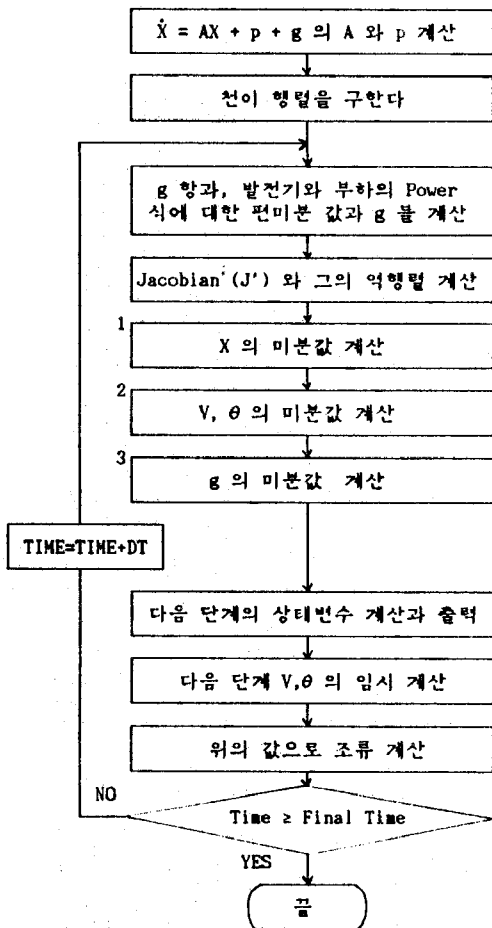 Ẋ = AX + p + g 의 A 와 p 계산
천이 행렬을 구한다
g 항과, 발전기와 부하의 Power
식에 대한 편미분 값과 g 를 계산
Jacobian'(J') 와 그의 역행렬 계산
1
X 의 미분값 계산
2
V, θ 의 미분값 계산
3
g 의 미분값 계산
TIME=TIME+DT
다음 단계의 상태변수 계산과 출력
다음 단계 V,θ 의 임시 계산
위의 값으로 조류 계산
NO
Time ≥ Final Time
YES
끝